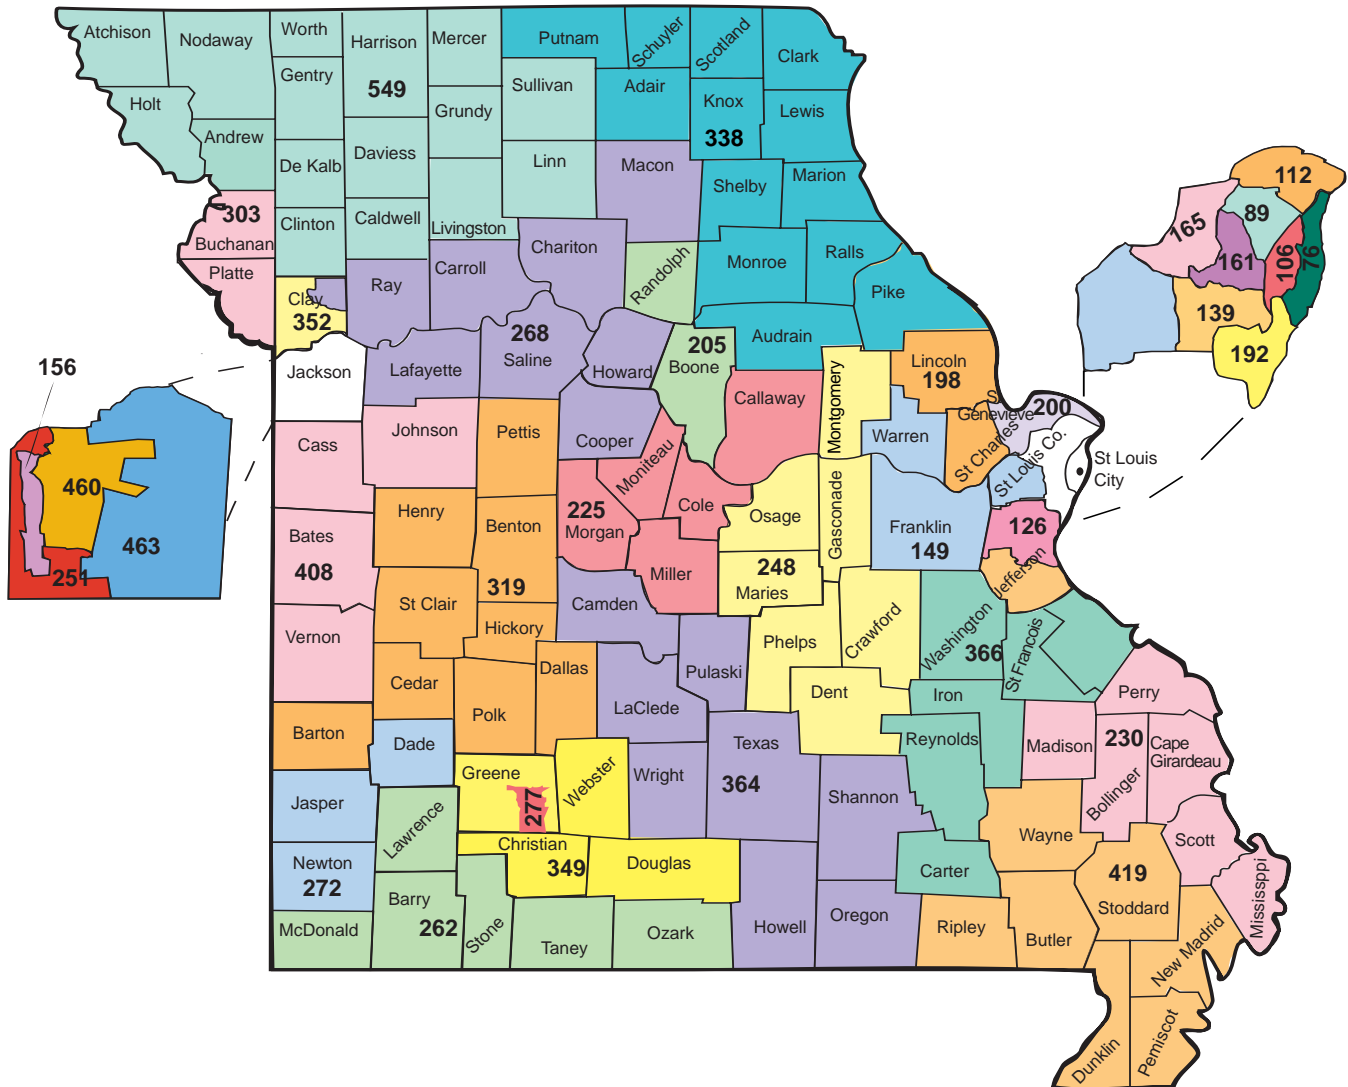 Atchison
Nodaway
Worth
Harrison
549
Mercer
Putnam
Schuyler
Scotland
Clark
Gentry
Sullivan
Adair
Knox
338
Lewis
Holt
Andrew
Grundy
De Kalb
Daviess
Linn
Macon
Shelby
Marion
303
Buchanan
Clinton
Caldwell
Livingston
Chariton
Randolph
Monroe
Ralls
Pike
Platte
Clay
352
Ray
Carroll
268
Saline
Howard
205
Boone
Audrain
Jackson
Lafayette
Callaway
Montgomery
Lincoln
198
Warren
St Charles
S
Genevieve
200
St Louis Co.
St Louis
City
Cass
Johnson
Pettis
Cooper
Moniteau
Cole
Osage
Gasconade
Franklin
149
126
Jefferson
Bates
408
Henry
Benton
319
225
Morgan
Miller
248
Maries
Vernon
St Clair
Hickory
Camden
Pulaski
Phelps
Crawford
Washington
366
St Francois
Cedar
Polk
Dallas
LaClede
Dent
Iron
Perry
Barton
Dade
Texas
364
Reynolds
Madison
230
Bollinger
Cape
Girardeau
Jasper
Greene
277
Webster
Wright
Shannon
Wayne
Scott
Lawrence
Christian
349
Douglas
Carter
419
Stoddard
Mississppi
Newton
272
McDonald
Barry
262
Stone
Taney
Ozark
Howell
Oregon
Ripley
Butler
New Madrid
Dunklin
Pemiscot
156
460
463
251
112
165
89
161
106
76
139
192